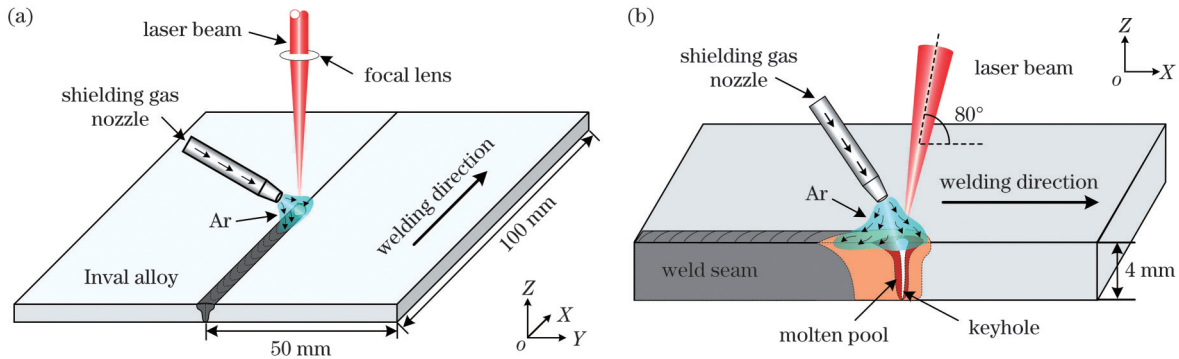 (a)
laser beam
focal lens
shielding gas
nozzle
Ar
welding direction
100 mm
Inval alloy
50 mm
Z
X
o
Y
(b)
shielding gas
nozzle
laser beam
Z
o
X
80°
Ar
welding direction
weld seam
4 mm
molten pool
keyhole